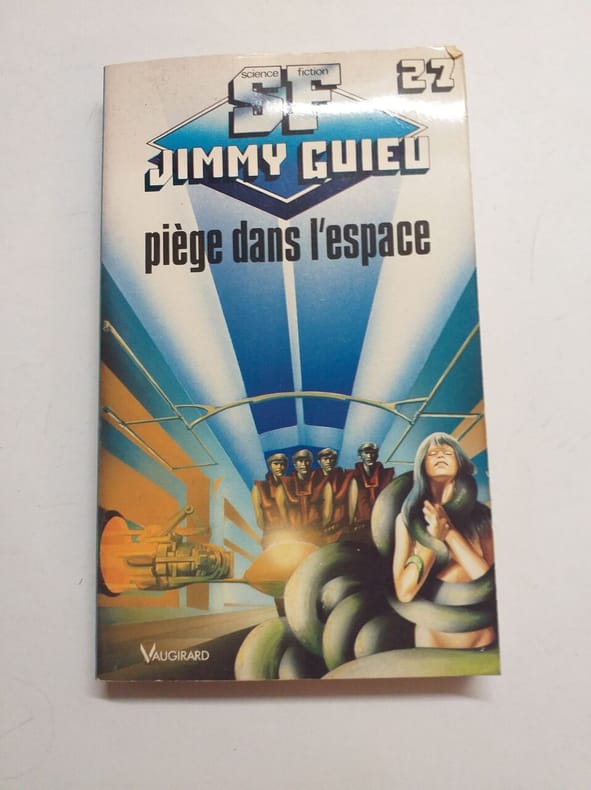 science fiction
SF
27
JIMMY GUIEU
piège dans l'espace
VAUGIRARD